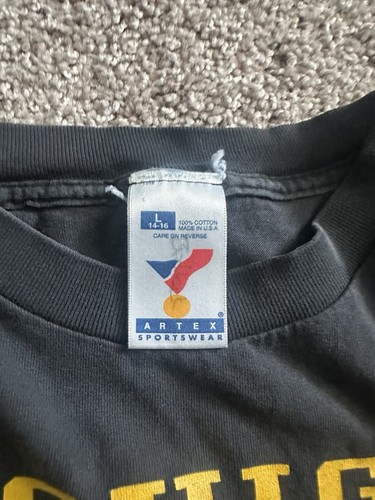 L
14-16
100% COTTON
MADE IN U.S.A
CARE ON REVERSE
®
ARTEX
SPORTSWEAR